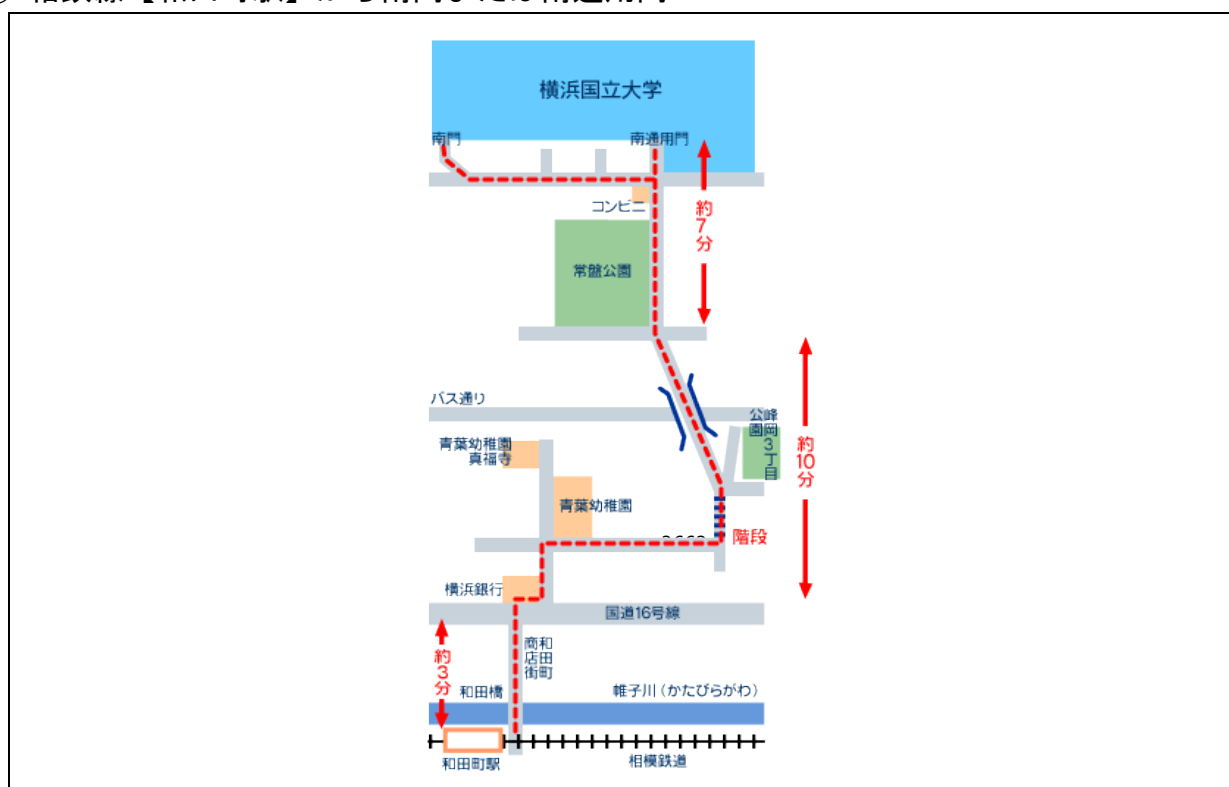 横浜国立大学
南門
南通用門
コンビニ
約7分
常盤公園
バス通り
峰岡3丁目
公園
約10分
青葉幼稚園
真福寺
青葉幼稚園
階段
横浜銀行
国道16号線
約3分
和田町
商店街
和田橋
帷子川(かたびらがわ)
和田町駅
相模鉄道